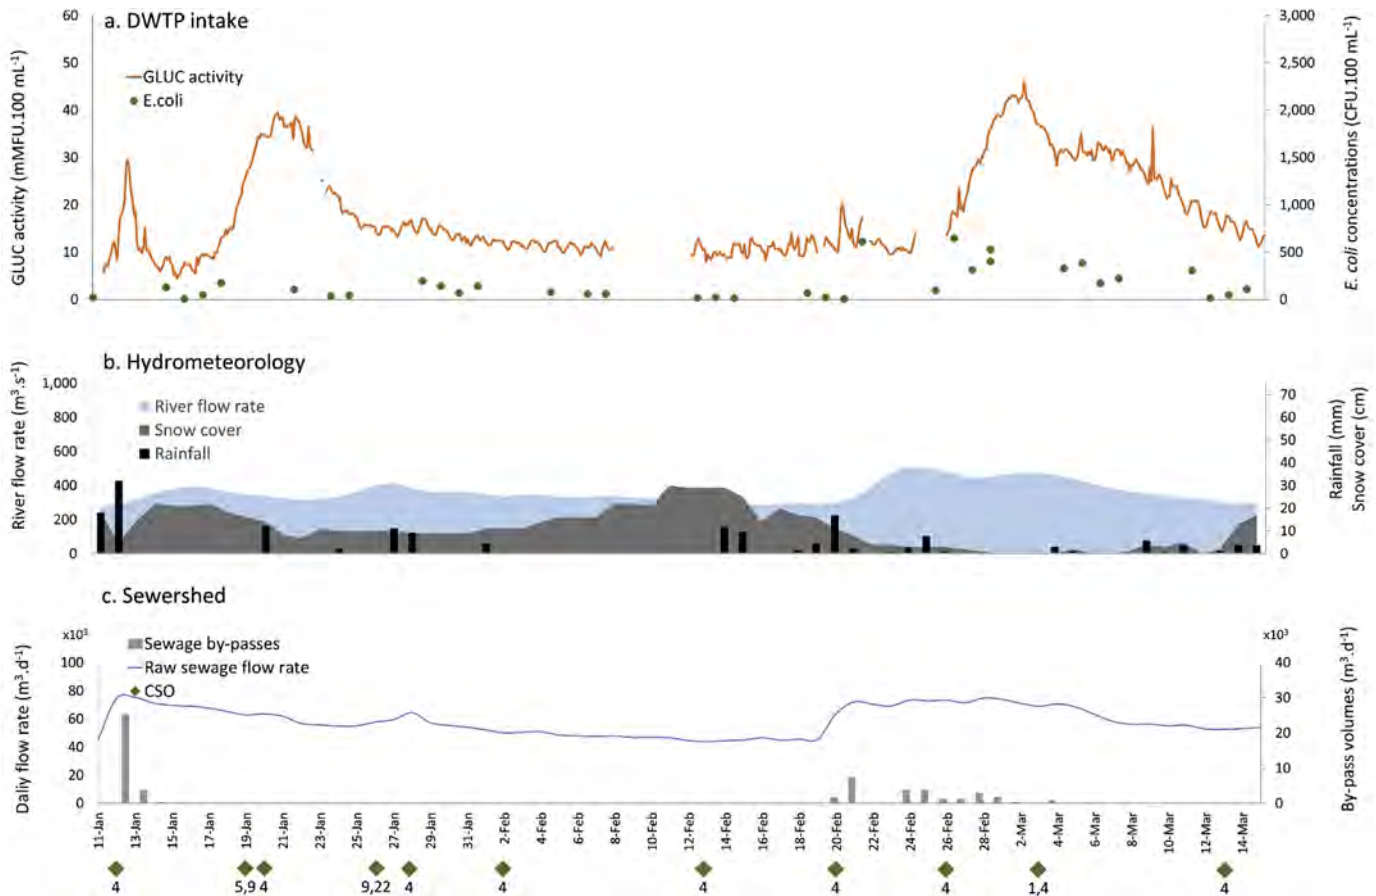 a. DWTP intake
GLUC activity (mMFU.100 mL⁻¹)
60
50
40
30
20
10
0
GLUC activity
E.coli
3,000
2,500
2,000
1,500
1,000
500
0
E. coli concentrations (CFU.100 mL⁻¹)
b. Hydrometeorology
River flow rate (m³.s⁻¹)
1,000
800
600
400
200
0
River flow rate
Snow cover
Rainfall
70
60
50
40
30
20
10
0
Rainfall (mm)
Snow cover (cm)
c. Sewershed
Daliy flow rate (m³.d⁻¹)
x10³
100
80
60
40
20
0
Sewage by-passes
Raw sewage flow rate
CSO
x10³
40
30
20
10
0
By-pass volumes (m³.d⁻¹)
11-Jan
13-Jan
15-Jan
17-Jan
19-Jan
21-Jan
23-Jan
25-Jan
27-Jan
29-Jan
31-Jan
2-Feb
4-Feb
6-Feb
8-Feb
10-Feb
12-Feb
14-Feb
16-Feb
18-Feb
20-Feb
22-Feb
24-Feb
26-Feb
28-Feb
2-Mar
4-Mar
6-Mar
8-Mar
10-Mar
12-Mar
14-Mar
4 5,9 4 9,22 4 4 4 4 4 1,4 4